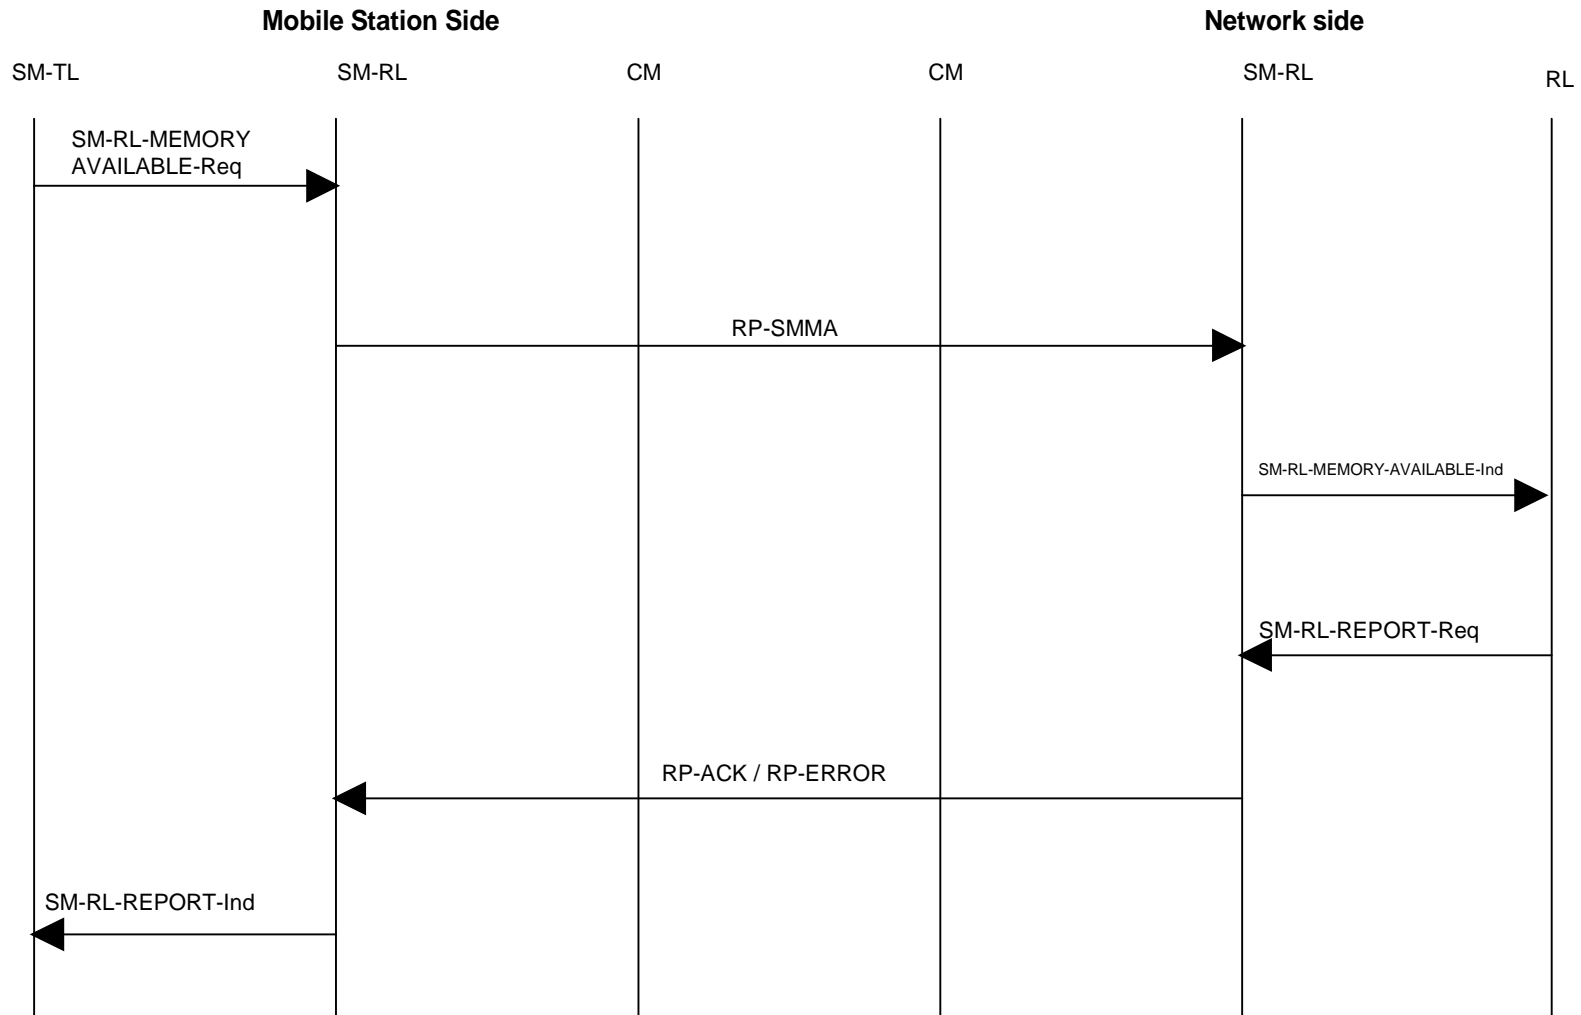 Mobile Station Side
Network side
SM-TL
SM-RL
CM
CM
SM-RL
RL
SM-RL-MEMORY
AVAILABLE-Req
RP-SMMA
SM-RL-MEMORY-AVAILABLE-Ind
SM-RL-REPORT-Req
RP-ACK / RP-ERROR
SM-RL-REPORT-Ind